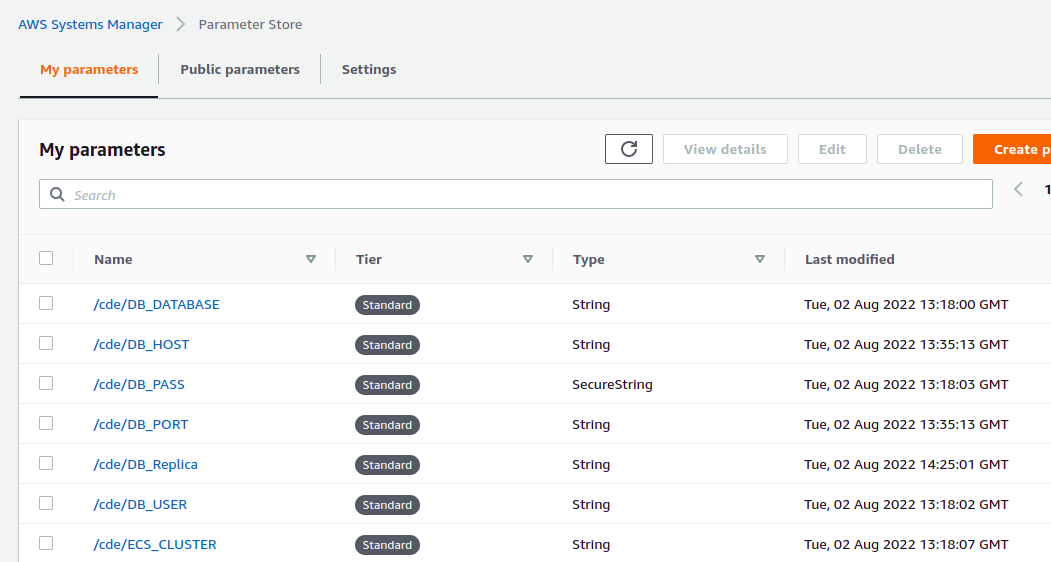 AWS Systems Manager > Parameter Store
My parameters Public parameters Settings
My parameters View details Edit Delete Create p
Search 1
Name Tier Type Last modified
/cde/DB_DATABASE Standard String Tue, 02 Aug 2022 13:18:00 GMT
/cde/DB_HOST Standard String Tue, 02 Aug 2022 13:35:13 GMT
/cde/DB_PASS Standard SecureString Tue, 02 Aug 2022 13:18:03 GMT
/cde/DB_PORT Standard String Tue, 02 Aug 2022 13:35:13 GMT
/cde/DB_Replica Standard String Tue, 02 Aug 2022 14:25:01 GMT
/cde/DB_USER Standard String Tue, 02 Aug 2022 13:18:02 GMT
/cde/ECS_CLUSTER Standard String Tue, 02 Aug 2022 13:18:07 GMT